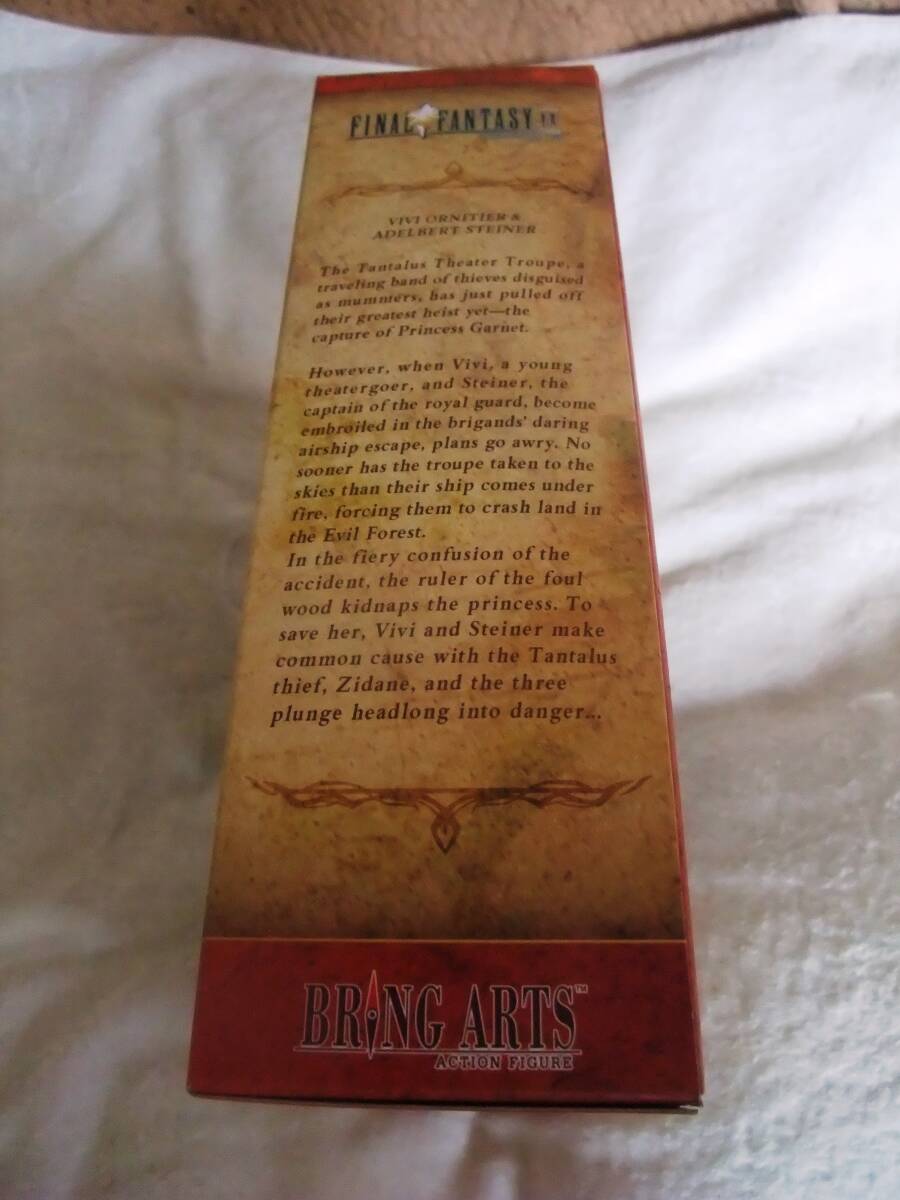 FINAL FANTASY IX
VIVI ORNITIER &
ADELBERT STEINER
The Tantalus Theater Troupe, a
traveling band of thieves disguised
as mummers, has just pulled off
their greatest heist yet—the
capture of Princess Garnet.
However, when Vivi, a young
theatergoer, and Steiner, the
captain of the royal guard, become
embroiled in the brigands' daring
airship escape, plans go awry. No
sooner has the troupe taken to the
skies than their ship comes under
fire, forcing them to crash land in
the Evil Forest.
In the fiery confusion of the
accident, the ruler of the foul
wood kidnaps the princess. To
save her, Vivi and Steiner make
common cause with the Tantalus
thief, Zidane, and the three
plunge headlong into danger...
BRING ARTS™
ACTION FIGURE